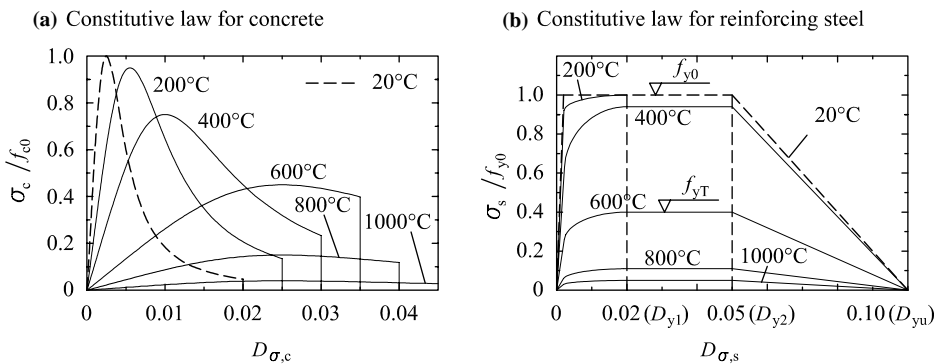 (a) Constitutive law for concrete
1.0
0.8
0.6
0.4
0.2
0
σc / fc0
200°C
20°C
400°C
600°C
800°C
1000°C
0 0.01 0.02 0.03 0.04
Dσ,c
(b) Constitutive law for reinforcing steel
1.0
0.8
0.6
0.4
0.2
0
σs / fy0
200°C
fy0
400°C
20°C
600°C
fyT
800°C
1000°C
0 0.02 (Dy1) 0.05 (Dy2) 0.10 (Dyu)
Dσ,s